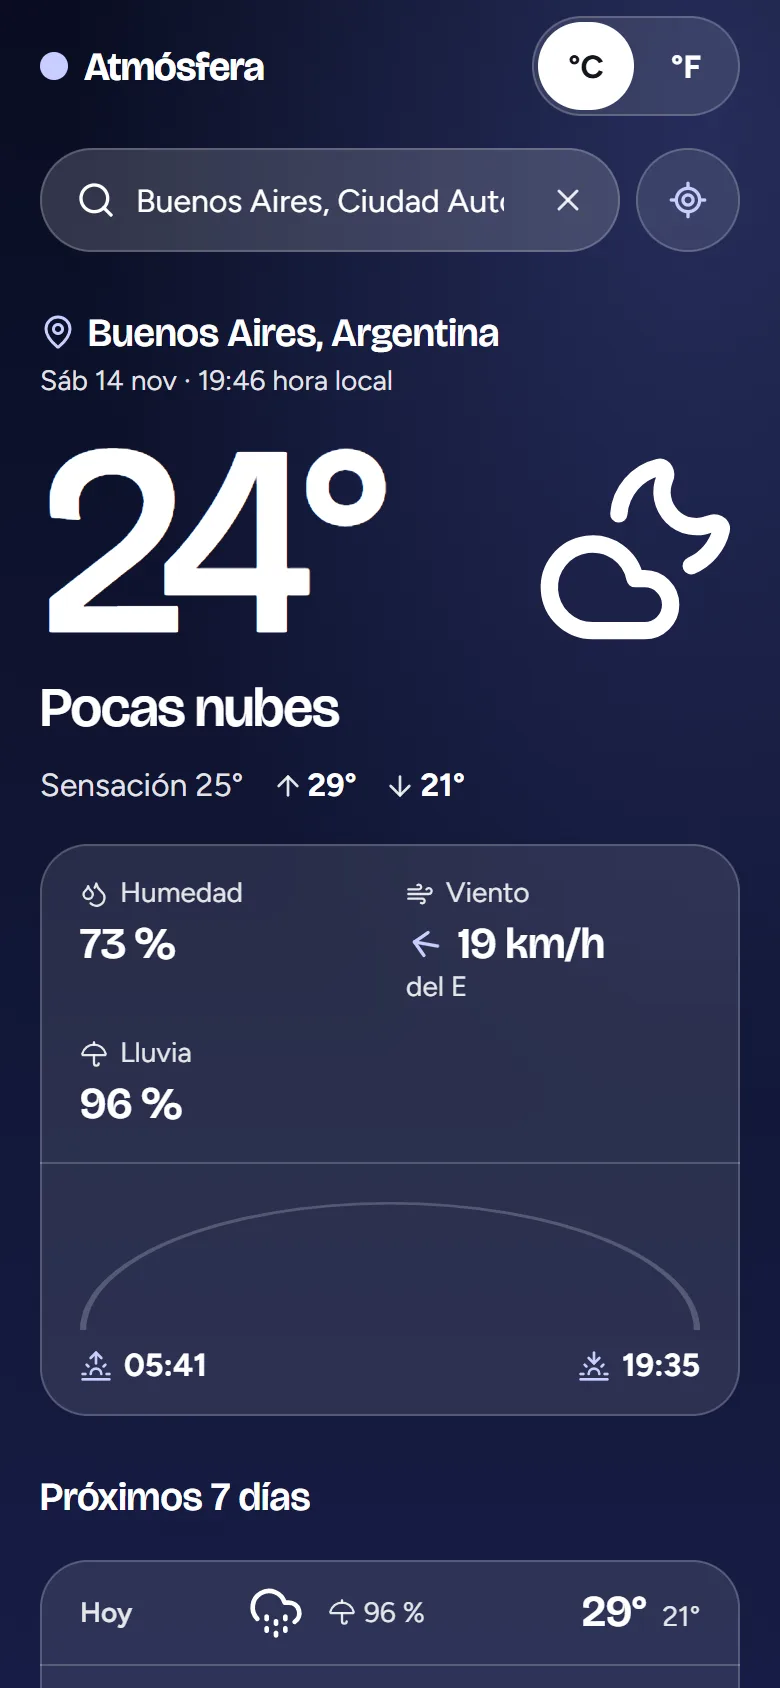 Atmósfera
°C °F
Buenos Aires, Ciudad Aut
Buenos Aires, Argentina
Sáb 14 nov · 19:46 hora local
24°
Pocas nubes
Sensación 25° ↑ 29° ↓ 21°
Humedad
73 %
Viento
← 19 km/h
del E
Lluvia
96 %
05:41
19:35
Próximos 7 días
Hoy 96 % 29° 21°